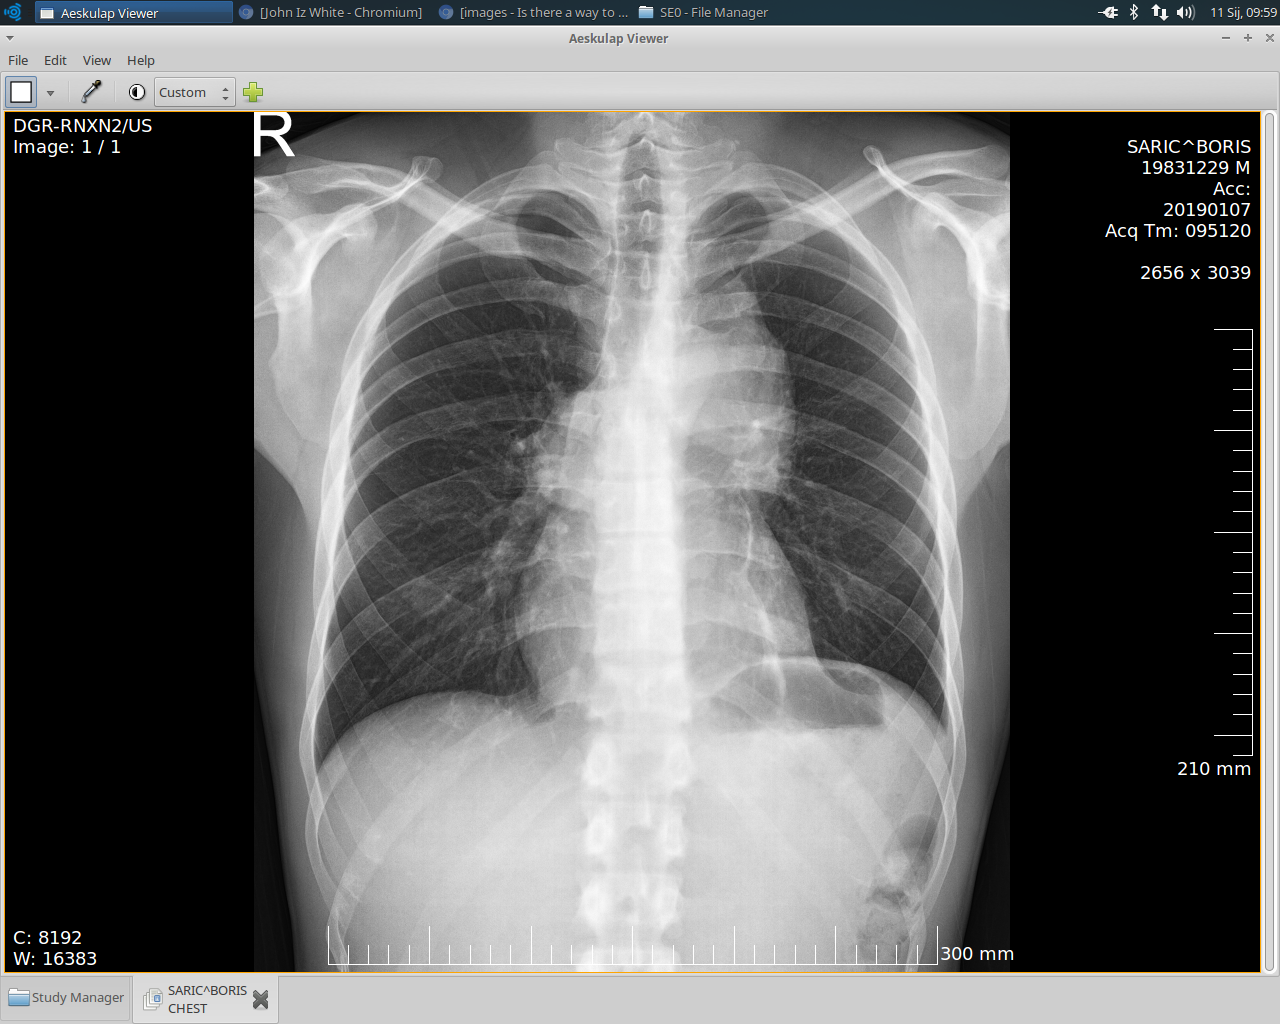 Aeskulap Viewer
[John Iz White - Chromium]
[images - Is there a way to ...
SE0 - File Manager
11 Sij, 09:59
Aeskulap Viewer
File Edit View Help
Custom
DGR-RNXN2/US
Image: 1 / 1
R
SARIC^BORIS
19831229 M
Acc:
20190107
Acq Tm: 095120
2656 x 3039
210 mm
C: 8192
W: 16383
300 mm
Study Manager
SARIC^BORIS
CHEST